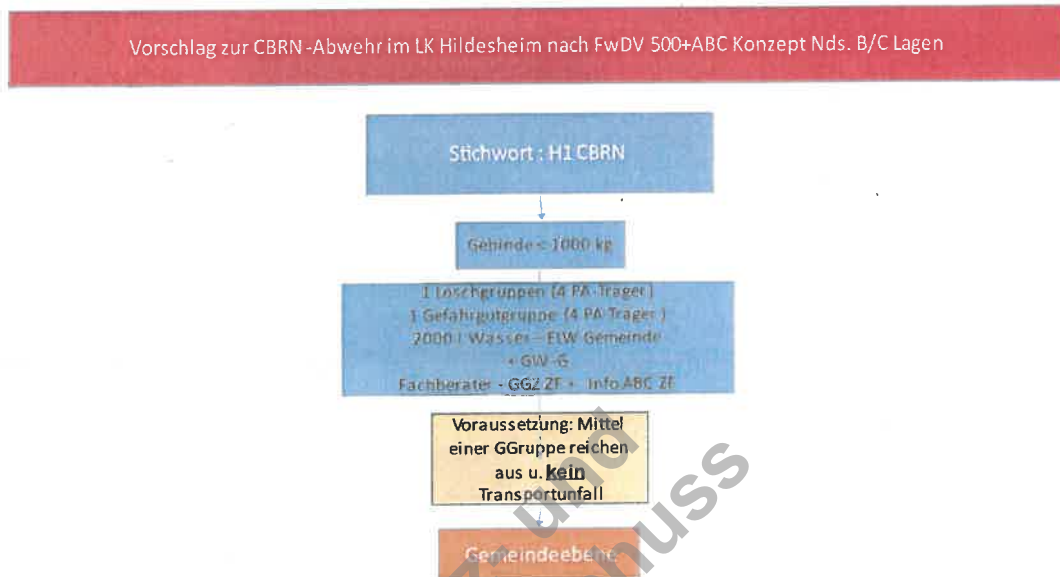 Vorschlag zur CBRN -Abwehr im LK Hildesheim nach FwDV 500+ABC Konzept Nds. B/C Lagen
Stichwort : H1 CBRN
Gebinde < 1000 kg
1 Löschgruppen (4 PA-Träger)
1 Gefahrgutgruppe (4 PA-Träger)
2000 l Wasser – ELW Gemeinde
+ GW-G
Fachberater - GGZ ZF + Info ABC ZF
Voraussetzung: Mittel
einer GGruppe reichen
aus u. kein
Transportunfall
Gemeindeebene
und